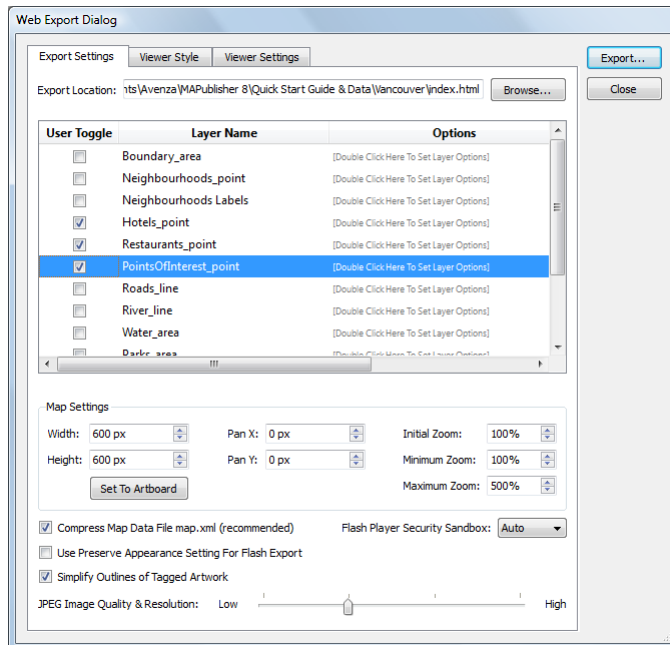 Web Export Dialog
Export Settings Viewer Style Viewer Settings
Export...
Export Location: nts\Avenza\MAPublisher 8\Quick Start Guide & Data\Vancouver\index.html Browse...
Close
User Toggle Layer Name Options
Boundary_area [Double Click Here To Set Layer Options]
Neighbourhoods_point [Double Click Here To Set Layer Options]
Neighbourhoods Labels [Double Click Here To Set Layer Options]
Hotels_point [Double Click Here To Set Layer Options]
Restaurants_point [Double Click Here To Set Layer Options]
PointsOfInterest_point [Double Click Here To Set Layer Options]
Roads_line [Double Click Here To Set Layer Options]
River_line [Double Click Here To Set Layer Options]
Water_area [Double Click Here To Set Layer Options]
Parks_area [Double Click Here To Set Layer Options]
Map Settings
Width: 600 px Pan X: 0 px Initial Zoom: 100%
Height: 600 px Pan Y: 0 px Minimum Zoom: 100%
Set To Artboard Maximum Zoom: 500%
Compress Map Data File map.xml (recommended) Flash Player Security Sandbox: Auto
Use Preserve Appearance Setting For Flash Export
Simplify Outlines of Tagged Artwork
JPEG Image Quality & Resolution: Low High